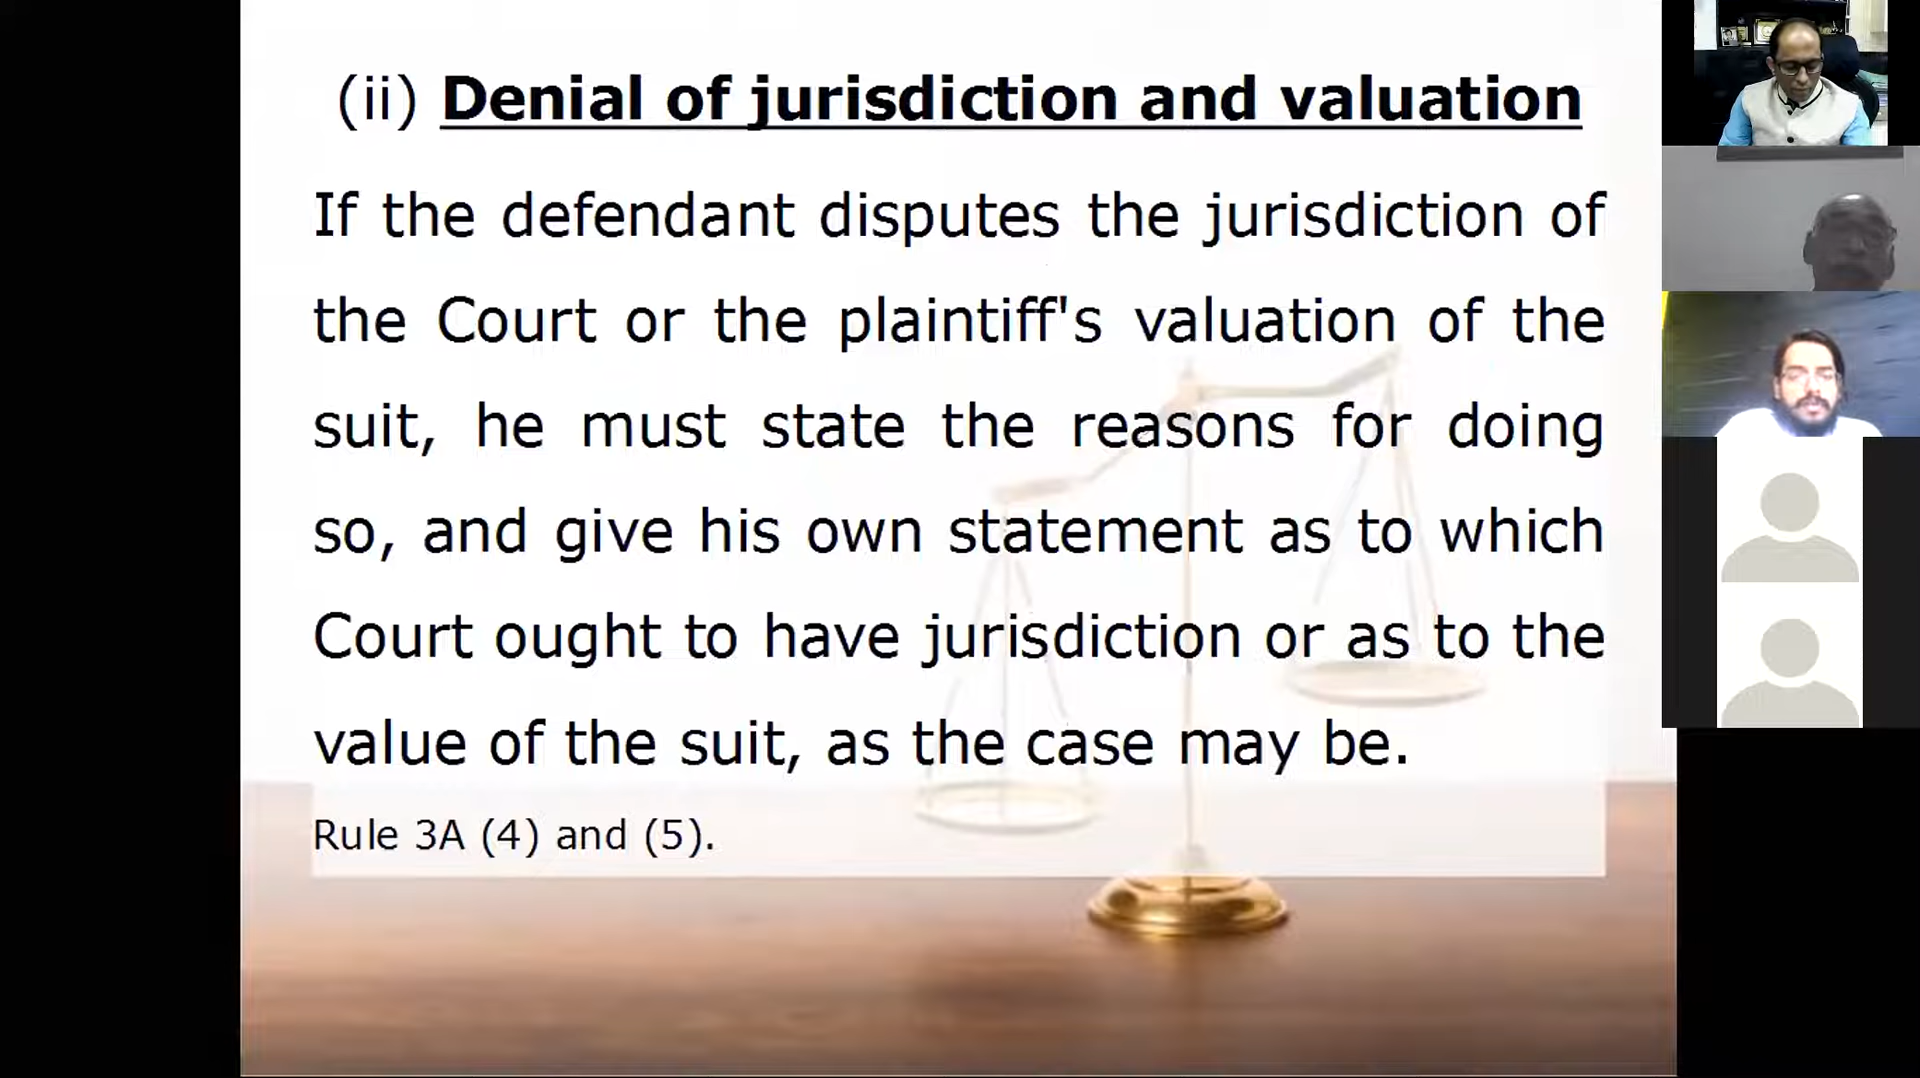 (ii) Denial of jurisdiction and valuation
If the defendant disputes the jurisdiction of
the Court or the plaintiff's valuation of the
suit, he must state the reasons for doing
so, and give his own statement as to which
Court ought to have jurisdiction or as to the
value of the suit, as the case may be.
Rule 3A (4) and (5).